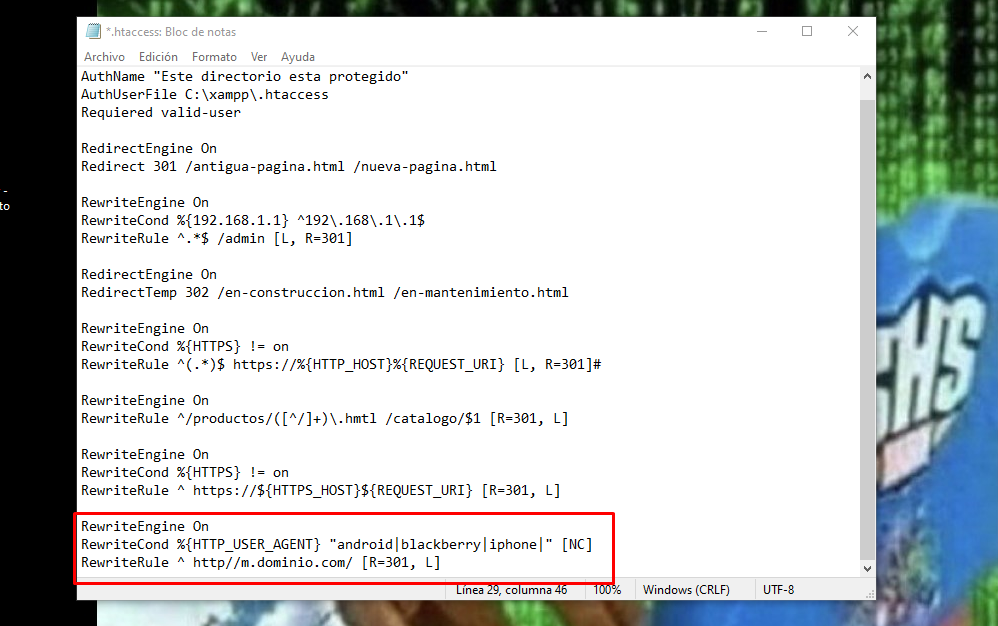 *.htaccess: Bloc de notas
Archivo Edición Formato Ver Ayuda
AuthName "Este directorio esta protegido"
AuthUserFile C:\xampp\.htaccess
Requiered valid-user
RedirectEngine On
Redirect 301 /antigua-pagina.html /nueva-pagina.html
RewriteEngine On
RewriteCond %{192.168.1.1} ^192\.168\.1\.1$
RewriteRule ^.*$ /admin [L, R=301]
RedirectEngine On
RedirectTemp 302 /en-construccion.html /en-mantenimiento.html
RewriteEngine On
RewriteCond %{HTTPS} != on
RewriteRule ^(.*)$ https://%{HTTP_HOST}%{REQUEST_URI} [L, R=301]#
RewriteEngine On
RewriteRule ^/productos/([^/]+)\.hmtl /catalogo/$1 [R=301, L]
RewriteEngine On
RewriteCond %{HTTPS} != on
RewriteRule ^ https://${HTTPS_HOST}${REQUEST_URI} [R=301, L]
RewriteEngine On
RewriteCond %{HTTP_USER_AGENT} "android|blackberry|iphone|" [NC]
RewriteRule ^ http//m.dominio.com/ [R=301, L]
Línea 29, columna 46 100% Windows (CRLF) UTF-8